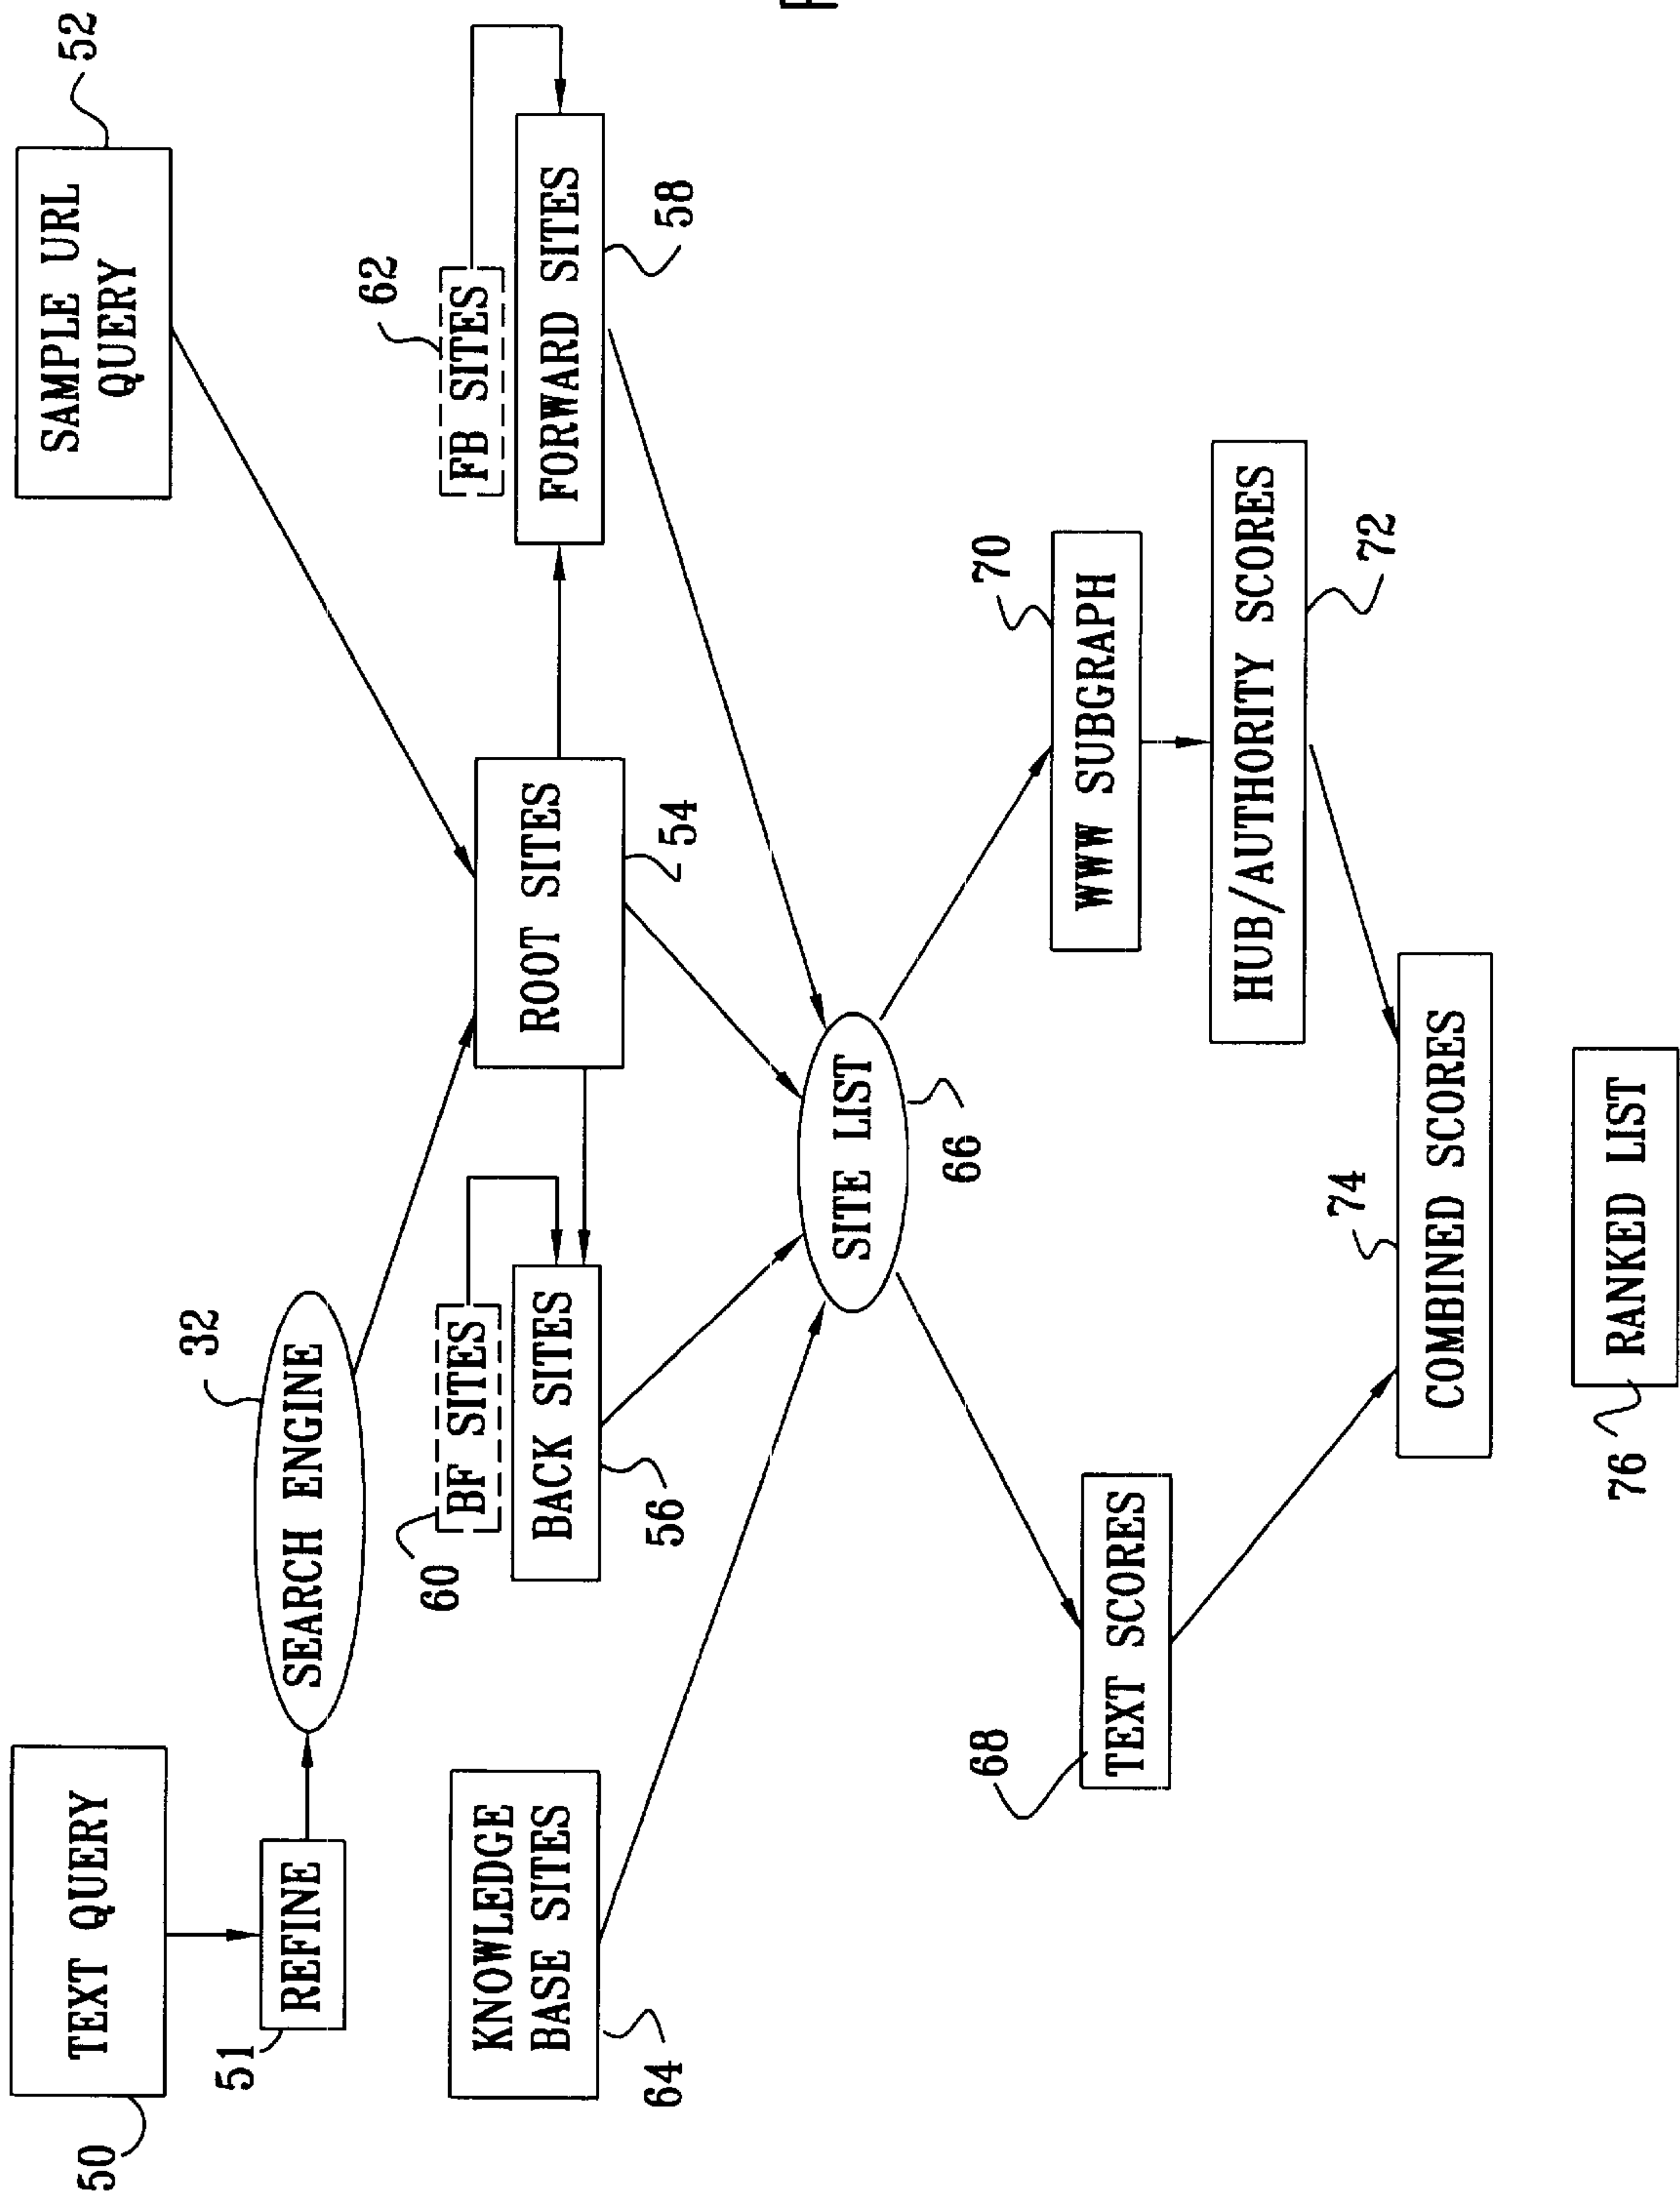 50
TEXT QUERY
SAMPLE URL
QUERY
52
51
REFINE
SEARCH ENGINE
32
KNOWLEDGE
BASE SITES
64
60
BF SITES
BACK SITES
56
ROOT SITES
54
FB SITES
62
FORWARD SITES
58
SITE LIST
66
68
TEXT SCORES
WWW SUBGRAPH
70
HUB/AUTHORITY SCORES
72
COMBINED SCORES
74
76
RANKED LIST